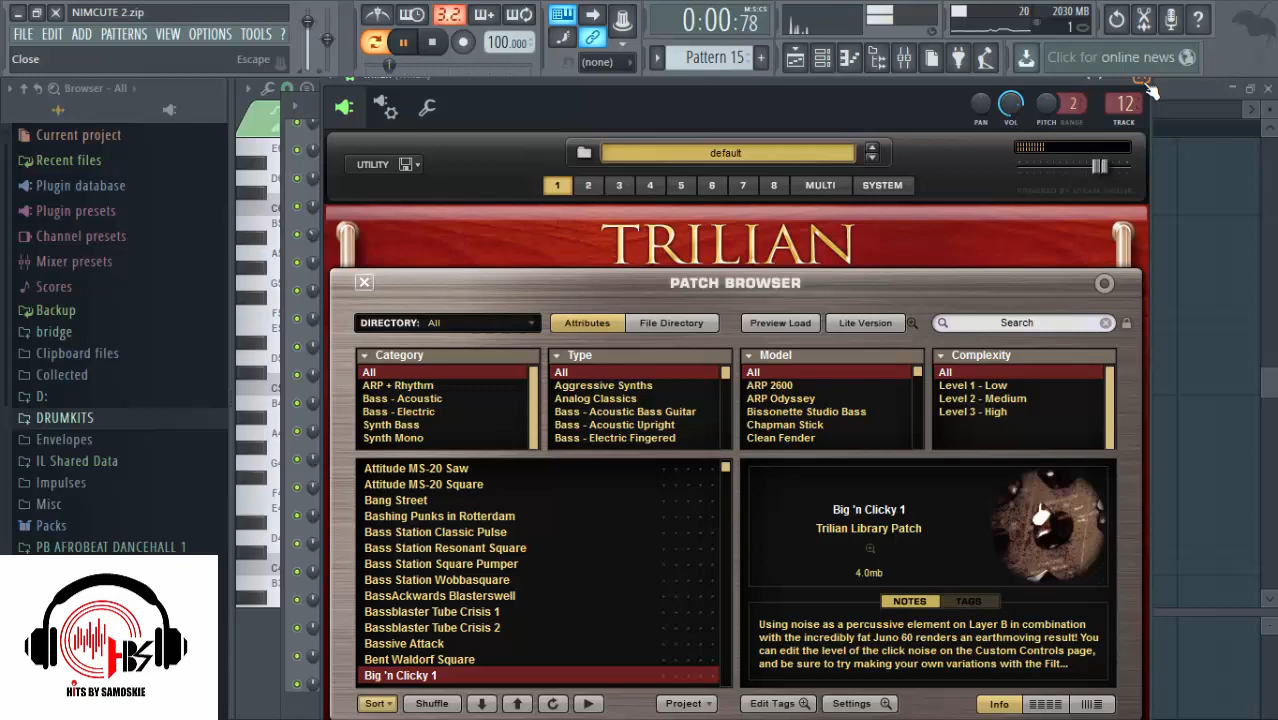 NIMCUTE 2.zip
FILE EDIT ADD PATTERNS VIEW OPTIONS TOOLS ?
Close Escape
3.2
100.000
0:00:78
M:S:CS
(none)
20
2030 MB
1
Pattern 15
Click for online news
Browser - All
Current project
Recent files
Plugin database
Plugin presets
Channel presets
Mixer presets
Scores
Backup
bridge
Clipboard files
Collected
D:
DRUMKITS
Envelopes
IL Shared Data
Impulses
Misc
Packs
PB AFROBEAT DANCEHALL 1
HBS
HITS BY SAMOSKIE
2 12
PAN VOL PITCH RANGE TRACK
UTILITY
default
1 2 3 4 5 6 7 8 MULTI SYSTEM
TRILIAN
PATCH BROWSER
DIRECTORY: All
Attributes File Directory
Preview Load Lite Version
Search
Category
All
ARP + Rhythm
Bass - Acoustic
Bass - Electric
Synth Bass
Synth Mono
Type
All
Aggressive Synths
Analog Classics
Bass - Acoustic Bass Guitar
Bass - Acoustic Upright
Bass - Electric Fingered
Model
All
ARP 2600
ARP Odyssey
Bissonette Studio Bass
Chapman Stick
Clean Fender
Complexity
All
Level 1 - Low
Level 2 - Medium
Level 3 - High
Attitude MS-20 Saw
Attitude MS-20 Square
Bang Street
Bashing Punks in Rotterdam
Bass Station Classic Pulse
Bass Station Resonant Square
Bass Station Square Pumper
Bass Station Wobbasquare
BassAckwards Blasterswell
Bassblaster Tube Crisis 1
Bassblaster Tube Crisis 2
Bassive Attack
Bent Waldorf Square
Big 'n Clicky 1
Big 'n Clicky 1
Trilian Library Patch
4.0mb
NOTES TAGS
Using noise as a percussive element on Layer B in combination
with the incredibly fat Juno 60 renders an earthmoving result! You
can edit the level of the click noise on the Custom Controls page,
and be sure to try making your own variations with the Filt...
Sort Shuffle
Project
Edit Tags Settings
Info